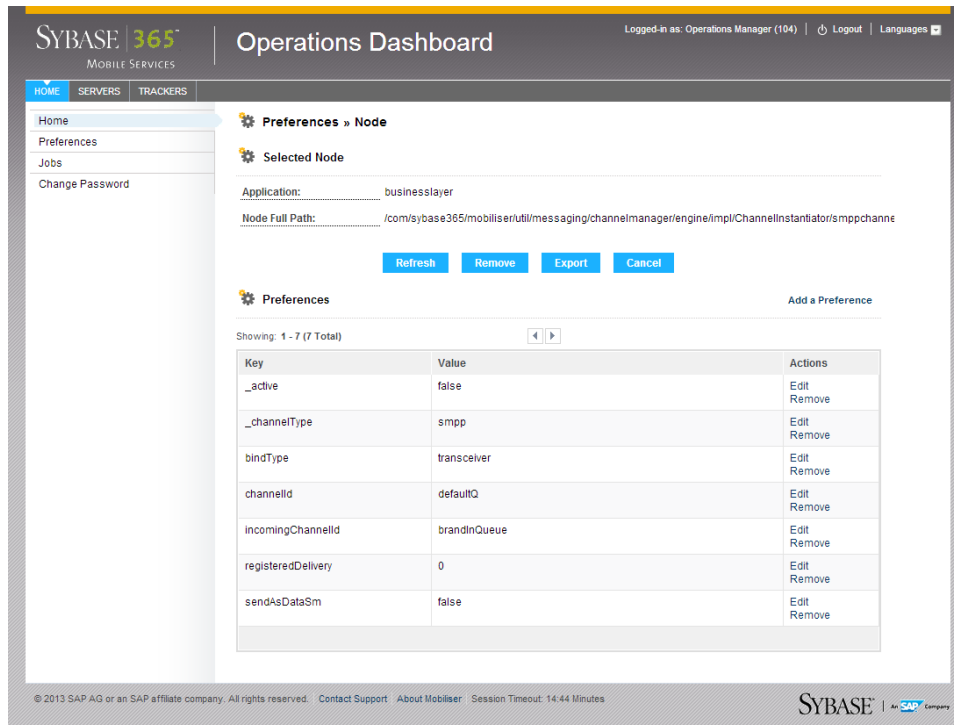 SYBASE 365™
MOBILE SERVICES
Operations Dashboard
Logged-in as: Operations Manager (104) | Logout | Languages
HOME SERVERS TRACKERS
Home
Preferences
Jobs
Change Password
Preferences » Node
Selected Node
Application: businesslayer
Node Full Path: /com/sybase365/mobiliser/util/messaging/channelmanager/engine/impl/ChannelInstantiator/smppchanne
Refresh Remove Export Cancel
Preferences
Add a Preference
Showing: 1 - 7 (7 Total)
Key Value Actions
_active false Edit
Remove
_channelType smpp Edit
Remove
bindType transceiver Edit
Remove
channelId defaultQ Edit
Remove
incomingChannelId brandInQueue Edit
Remove
registeredDelivery 0 Edit
Remove
sendAsDataSm false Edit
Remove
© 2013 SAP AG or an SAP affiliate company. All rights reserved. | Contact Support | About Mobiliser | Session Timeout: 14:44 Minutes
SYBASE | An SAP Company